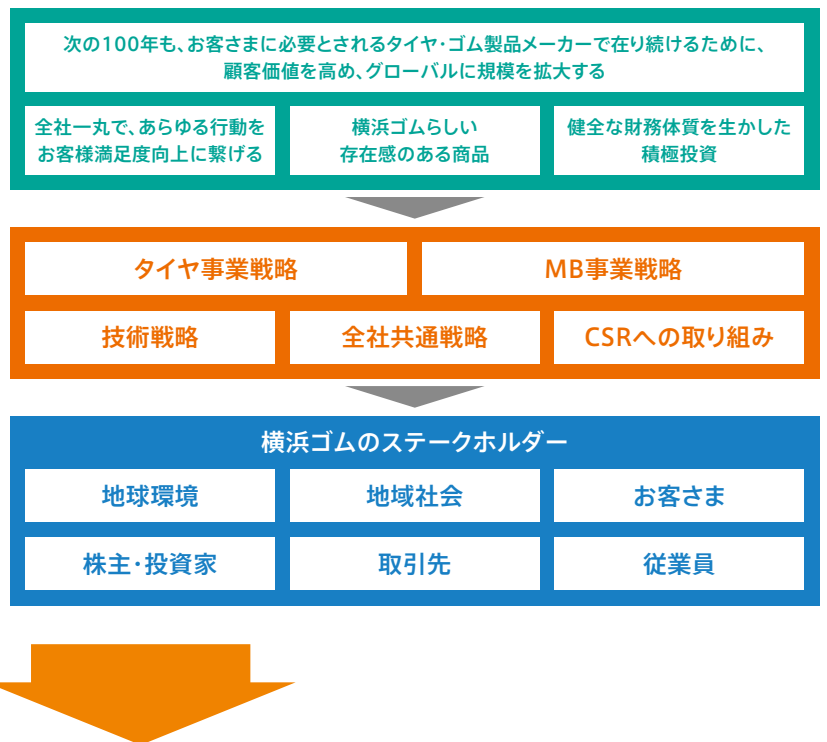 次の100年も、お客さまに必要とされるタイヤ・ゴム製品メーカーで在り続けるために、
顧客価値を高め、グローバルに規模を拡大する
全社一丸で、あらゆる行動を
お客様満足度向上に繋げる
横浜ゴムらしい
存在感のある商品
健全な財務体質を生かした
積極投資
タイヤ事業戦略
MB事業戦略
技術戦略
全社共通戦略
CSRへの取り組み
横浜ゴムのステークホルダー
地球環境
地域社会
お客さま
株主・投資家
取引先
従業員